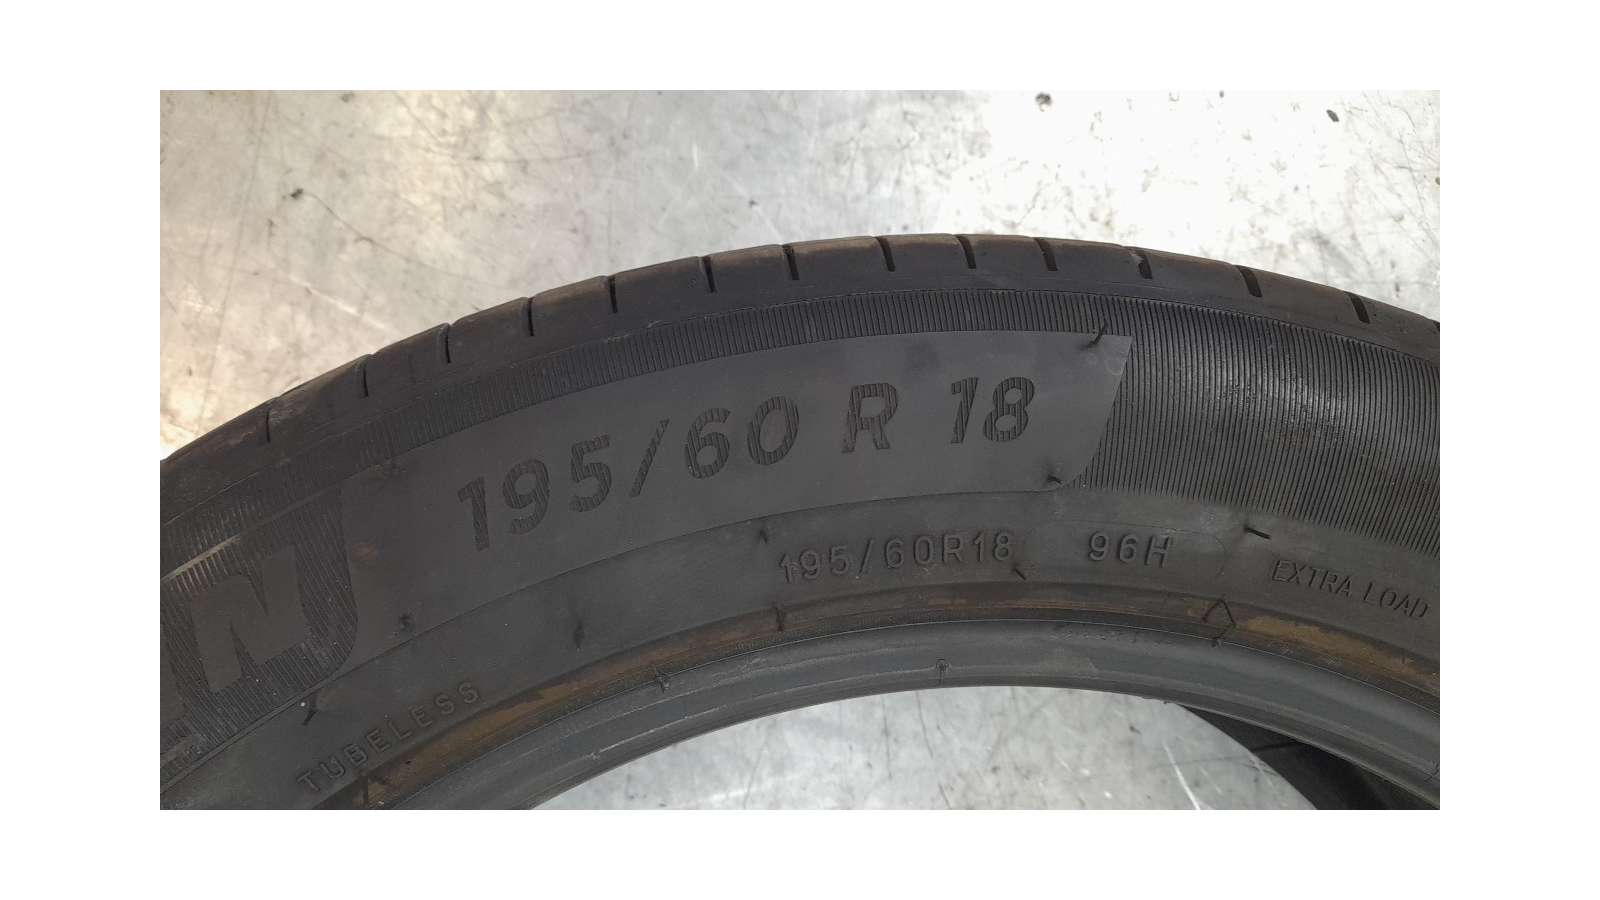 195/60 R 18
195/60R18 96H
EXTRA LOAD
TUBELESS
N